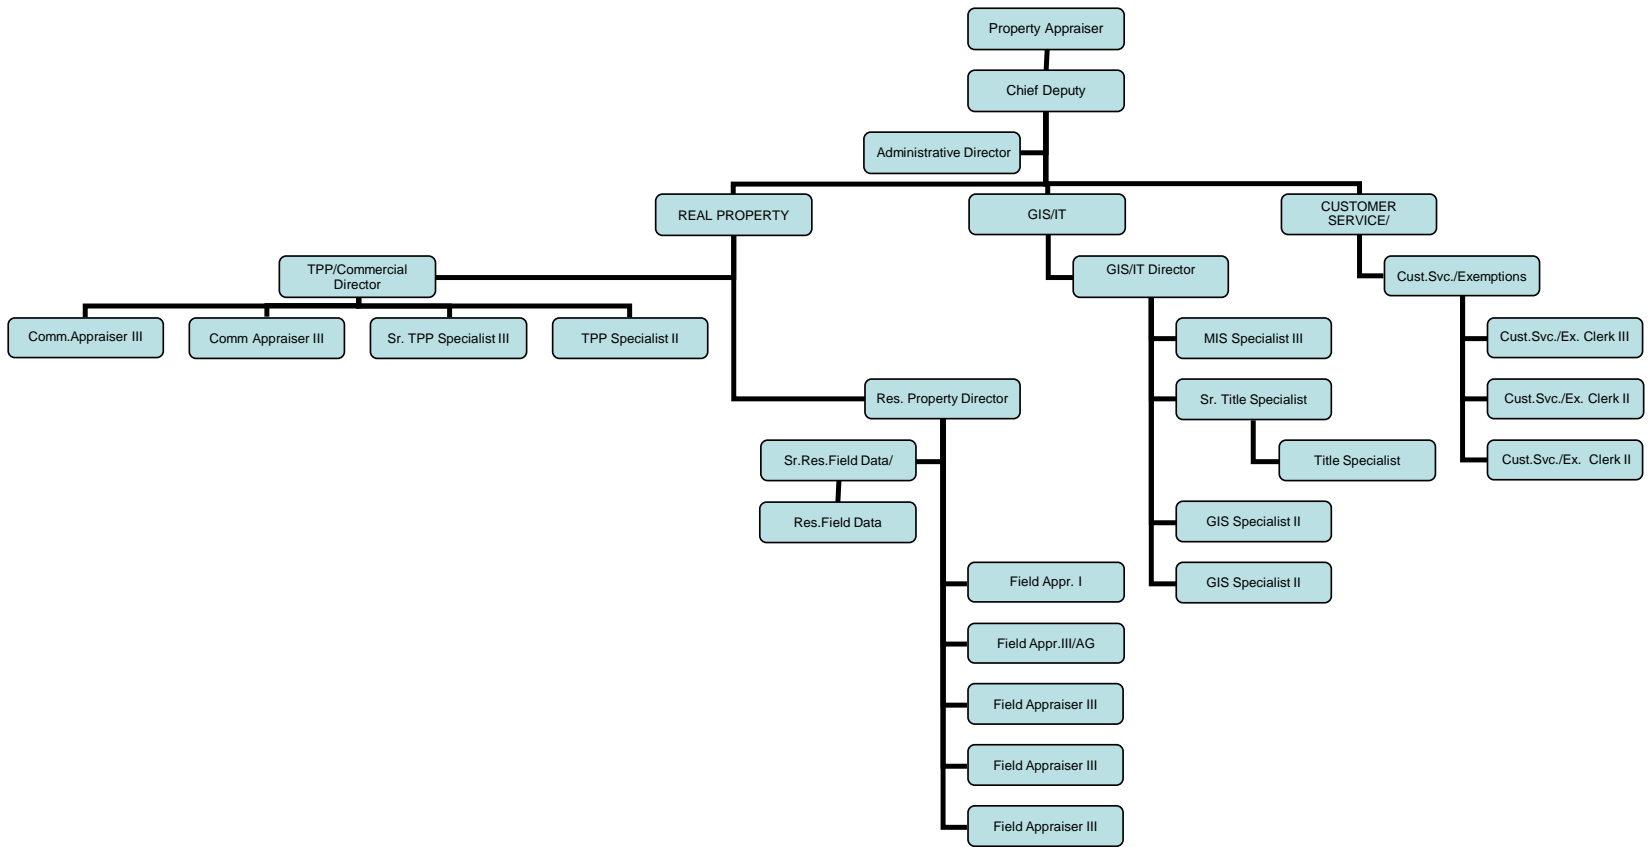 Property Appraiser
Chief Deputy
Administrative Director
REAL PROPERTY
GIS/IT
CUSTOMER
SERVICE/
TPP/Commercial
Director
GIS/IT Director
Cust.Svc./Exemptions
Comm.Appraiser III
Comm Appraiser III
Sr. TPP Specialist III
TPP Specialist II
MIS Specialist III
Cust.Svc./Ex. Clerk III
Res. Property Director
Sr. Title Specialist
Cust.Svc./Ex. Clerk II
Sr.Res.Field Data/
Title Specialist
Cust.Svc./Ex. Clerk II
Res.Field Data
GIS Specialist II
Field Appr. I
GIS Specialist II
Field Appr.III/AG
Field Appraiser III
Field Appraiser III
Field Appraiser III